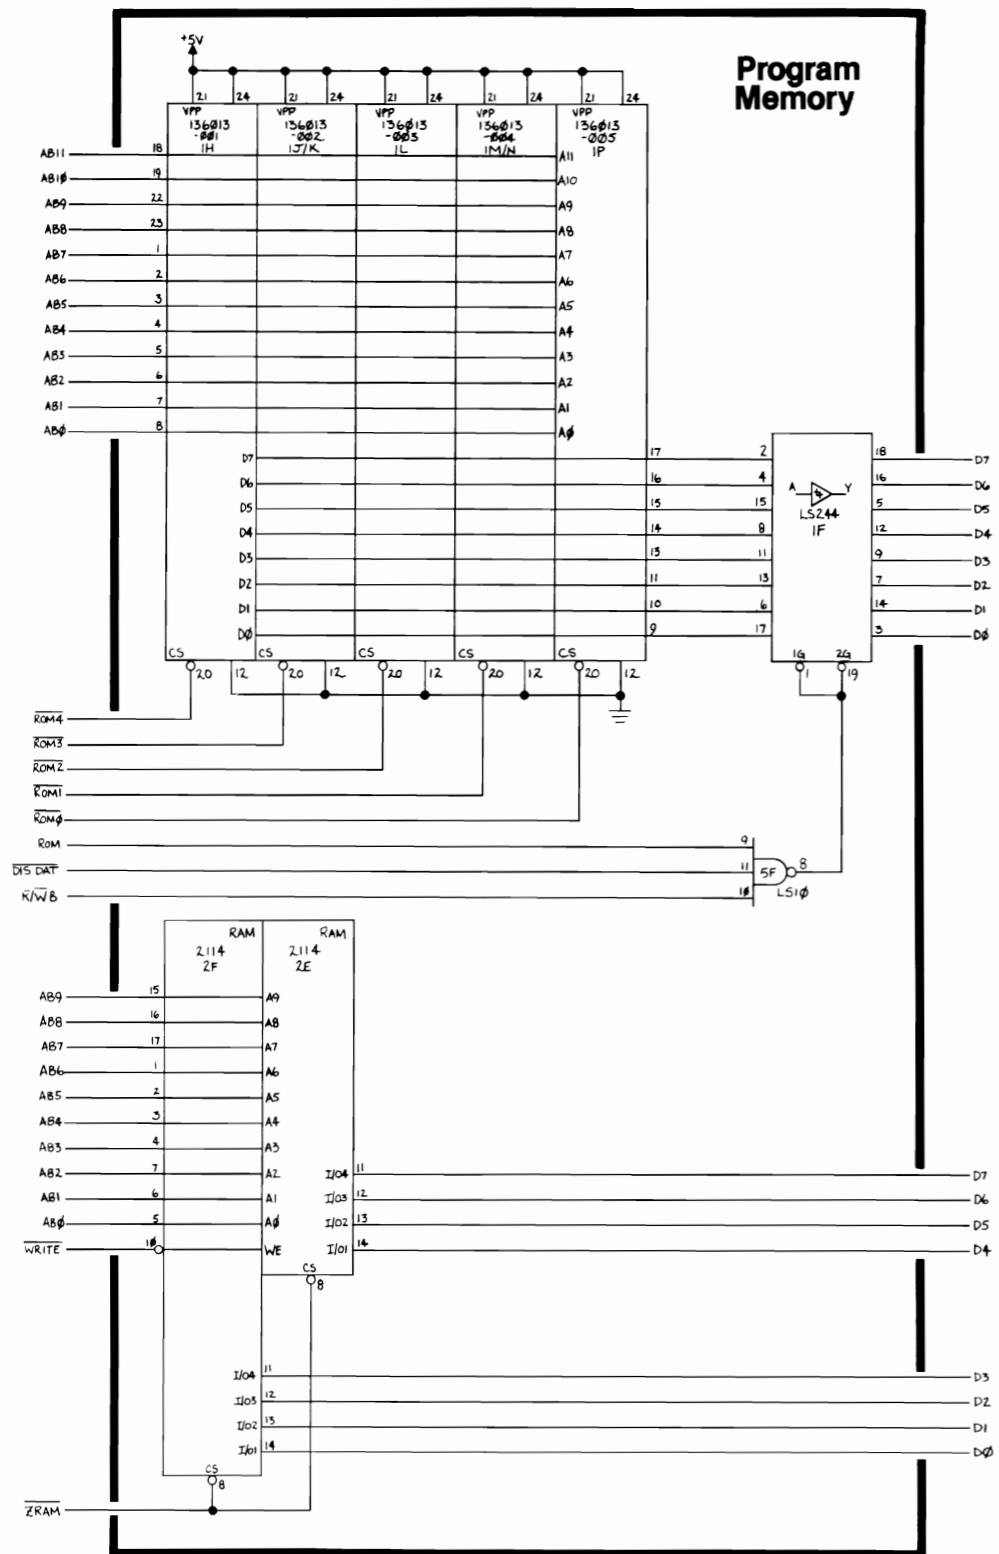 Program
Memory
+5V
21 24 21 24 21 24 21 24 21 24
VPP VPP VPP VPP VPP
136Ø13 136Ø13 136Ø13 136Ø13 136Ø13
-ØØ1 -ØØ2 -ØØ3 -ØØ4 -ØØ5
1H 1J/K 1L 1M/N 1P
AB11 18 A11
AB1Ø 19 A10
AB9 22 A9
AB8 23 A8
AB7 1 A7
AB6 2 A6
AB5 3 A5
AB4 4 A4
AB3 5 A3
AB2 6 A2
AB1 7 A1
ABØ 8 AØ
D7 17 2 18 D7
D6 16 4 16 D6
D5 15 15 5 D5
D4 14 8 12 D4
D3 13 11 9 D3
D2 11 13 7 D2
D1 10 6 14 D1
DØ 9 17 3 DØ
A Y
LS244
1F
1G 2G
1 19
CS CS CS CS CS
20 12 20 12 20 12 20 12 20 12
ROM4
ROM3
ROM2
ROM1
ROMØ
ROM 9
DIS DAT 11 5F 8
R/WB 1Ø LS1Ø
RAM RAM
2114 2114
2F 2E
AB9 15 A9
AB8 16 A8
AB7 17 A7
AB6 1 A6
AB5 2 A5
AB4 3 A4
AB3 4 A3
AB2 7 A2 I/O4 11 D7
AB1 6 A1 I/O3 12 D6
ABØ 5 AØ I/O2 13 D5
WRITE 1Ø WE I/O1 14 D4
CS
8
I/O4 11 D3
I/O3 12 D2
I/O2 13 D1
I/O1 14 DØ
CS
8
ZRAM